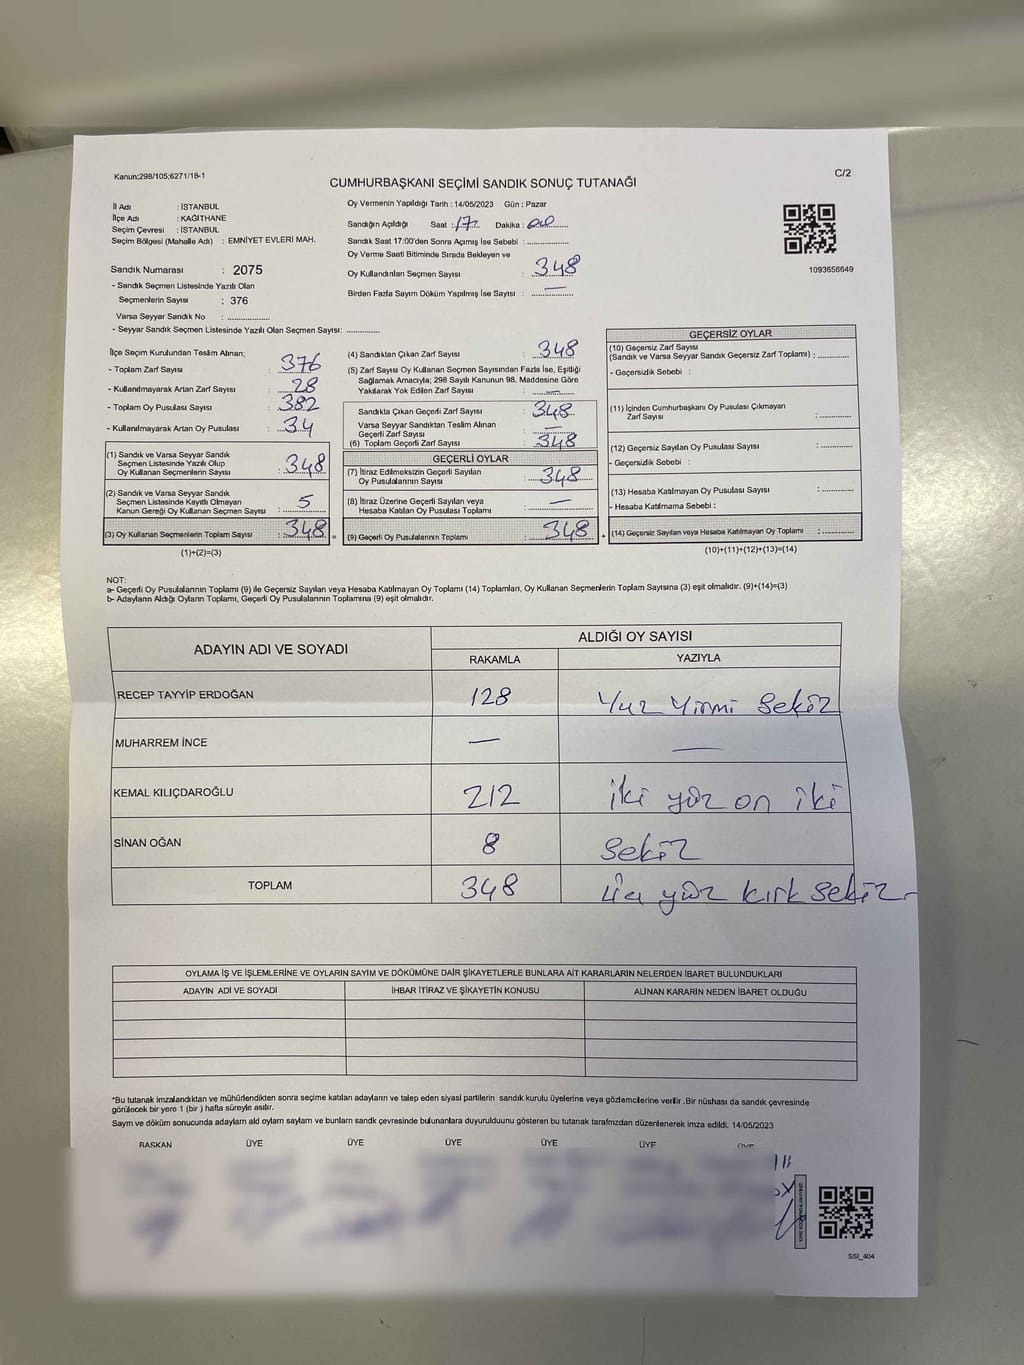 Kanun;298/105;6271/18-1
C/2
CUMHURBAŞKANI SEÇİMİ SANDIK SONUÇ TUTANAĞI
İl Adı : İSTANBUL
İlçe Adı : KAĞITHANE
Seçim Çevresi : İSTANBUL
Seçim Bölgesi (Mahalle Adı) : EMNİYET EVLERİ MAH.
Sandık Numarası : 2075
- Sandık Seçmen Listesinde Yazılı Olan
Seçmenlerin Sayısı : 376
Varsa Seyyar Sandık No : ..................
- Seyyar Sandık Seçmen Listesinde Yazılı Olan Seçmen Sayısı: ..............
Oy Vermenin Yapıldığı Tarih : 14/05/2023 Gün : Pazar
Sandığın Açıldığı Saat : 17 Dakika : 00
Sandık Saat 17:00'den Sonra Açımış İse Sebebi : ..................
Oy Verme Saati Bitiminde Sırada Bekleyen ve
Oy Kullandırılan Seçmen Sayısı : 348
Birden Fazla Sayım Döküm Yapılmış İse Sayısı : —
1093656649
İlçe Seçim Kurulundan Teslim Alınan;
- Toplam Zarf Sayısı : 376
- Kullanılmayarak Artan Zarf Sayısı : 28
- Toplam Oy Pusulası Sayısı : 382
- Kullanılmayarak Artan Oy Pusulası : 34
(1) Sandık ve Varsa Seyyar Sandık
Seçmen Listesinde Yazılı Olup
Oy Kullanan Seçmenlerin Sayısı : 348
(2) Sandık ve Varsa Seyyar Sandık
Seçmen Listesinde Kayıtlı Olmayan
Kanun Gereği Oy Kullanan Seçmen Sayısı : 5
(3) Oy Kullanan Seçmenlerin Toplam Sayısı : 348
(1)+(2)=(3)
(4) Sandıktan Çıkan Zarf Sayısı : 348
(5) Zarf Sayısı Oy Kullanan Seçmen Sayısından Fazla İse, Eşitliği
Sağlamak Amacıyla; 298 Sayılı Kanunun 98. Maddesine Göre
Yakılarak Yok Edilen Zarf Sayısı : —
Sandıkta Çıkan Geçerli Zarf Sayısı : 348
Varsa Seyyar Sandıktan Teslim Alınan
Geçerli Zarf Sayısı : —
(6) Toplam Geçerli Zarf Sayısı : 348
GEÇERLİ OYLAR
(7) İtiraz Edilmeksizin Geçerli Sayılan
Oy Pusulalarının Sayısı : 348
(8) İtiraz Üzerine Geçerli Sayılan veya
Hesaba Katılan Oy Pusulası Toplamı : —
(9) Geçerli Oy Pusulalarının Toplamı : 348
GEÇERSİZ OYLAR
(10) Geçersiz Zarf Sayısı
(Sandık ve Varsa Seyyar Sandık Geçersiz Zarf Toplamı) : ............
- Geçersizlik Sebebi :
(11) İçinden Cumhurbaşkanı Oy Pusulası Çıkmayan
Zarf Sayısı : ............
(12) Geçersiz Sayılan Oy Pusulası Sayısı : ............
- Geçersizlik Sebebi :
(13) Hesaba Katılmayan Oy Pusulası Sayısı : ............
- Hesaba Katılmama Sebebi :
(14) Geçersiz Sayılan veya Hesaba Katılmayan Oy Toplamı : ............
(10)+(11)+(12)+(13)=(14)
NOT:
a- Geçerli Oy Pusulalarının Toplamı (9) ile Geçersiz Sayılan veya Hesaba Katılmayan Oy Toplamı (14) Toplamları, Oy Kullanan Seçmenlerin Toplam Sayısına (3) eşit olmalıdır. (9)+(14)=(3)
b- Adayların Aldığı Oyların Toplamı, Geçerli Oy Pusulalarının Toplamına (9) eşit olmalıdır.
ADAYIN ADI VE SOYADI ALDIĞI OY SAYISI
RAKAMLA YAZIYLA
RECEP TAYYİP ERDOĞAN 128 Yuz Yirmi Sekiz
MUHARREM İNCE — —
KEMAL KILIÇDAROĞLU 212 iki yüz on iki
SİNAN OĞAN 8 Sekiz
TOPLAM 348 yüz kırk sekiz
OYLAMA İŞ VE İŞLEMLERİNE VE OYLARIN SAYIM VE DÖKÜMÜNE DAİR ŞİKAYETLERLE BUNLARA AİT KARARLARIN NELERDEN İBARET BULUNDUKLARI
ADAYIN ADI VE SOYADI İHBAR İTİRAZ VE ŞİKAYETİN KONUSU ALINAN KARARIN NEDEN İBARET OLDUĞU
*Bu tutanak imzalandıktan ve mühürlendikten sonra seçime katılan adayların ve talep eden siyasi partilerin sandık kurulu üyelerine veya gözlemcilerine verilir .Bir nüshası da sandık çevresinde
görülecek bir yere 1 (bir ) hafta süreyle asılır.
Sayım ve döküm sonucunda adayların ald oyların sayların ve bunların sandk çevresinde bulunanlara duyurulduunu gösteren bu tutanak tarafmzdan düzenlenerek imza edildi. 14/05/2023
BAŞKAN ÜYE ÜYE ÜYE ÜYE ÜYE ÜYE
SSI_404